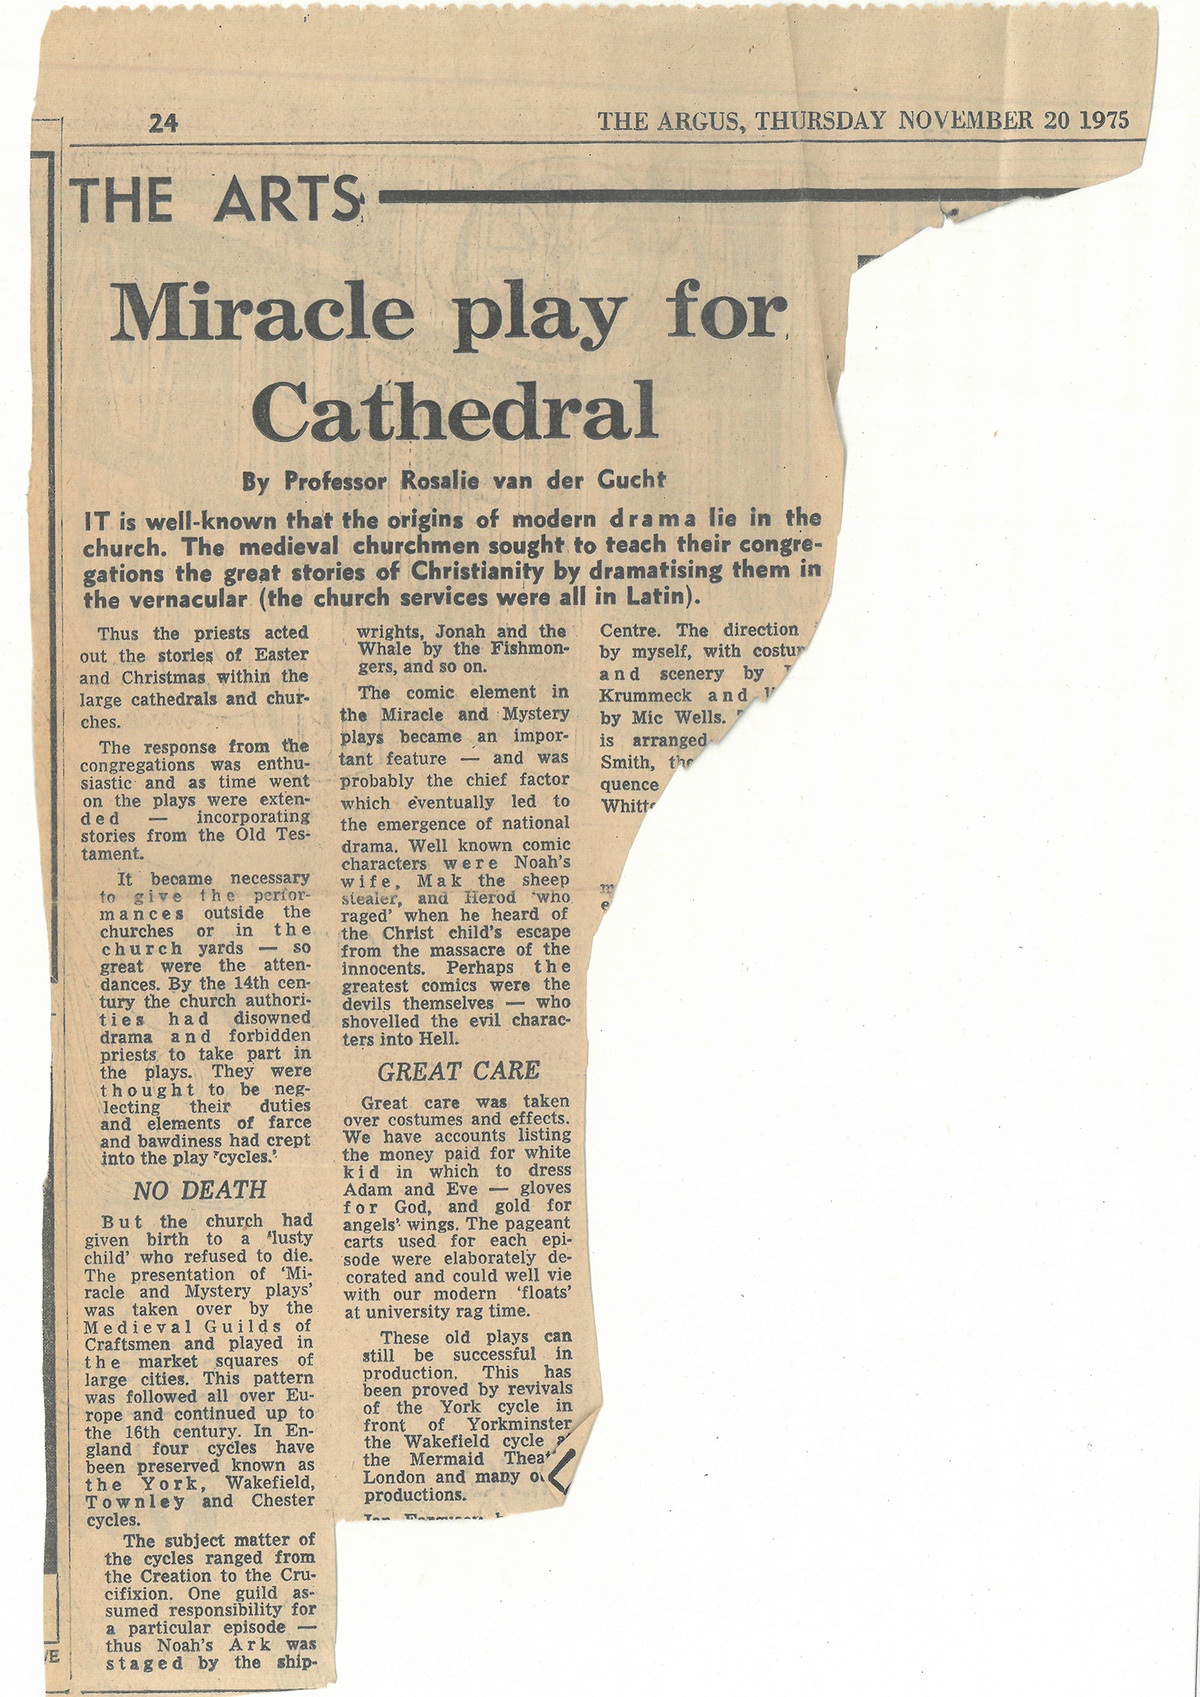 24
THE ARGUS, THURSDAY NOVEMBER 20 1975
THE ARTS
Miracle play for
Cathedral
By Professor Rosalie van der Gucht
IT is well-known that the origins of modern drama lie in the
church. The medieval churchmen sought to teach their congre-
gations the great stories of Christianity by dramatising them in
the vernacular (the church services were all in Latin).
Thus the priests acted
out the stories of Easter
and Christmas within the
large cathedrals and chur-
ches.
The response from the
congregations was enthu-
siastic and as time went
on the plays were exten-
ded — incorporating
stories from the Old Tes-
tament.
It became necessary
to give the perfor-
mances outside the
churches or in the
church yards — so
great were the atten-
dances. By the 14th cen-
tury the church authori-
ties had disowned
drama and forbidden
priests to take part in
the plays. They were
thought to be neg-
lecting their duties
and elements of farce
and bawdiness had crept
into the play 'cycles.'
NO DEATH
But the church had
given birth to a 'lusty
child' who refused to die.
The presentation of 'Mi-
racle and Mystery plays'
was taken over by the
Medieval Guilds of
Craftsmen and played in
the market squares of
large cities. This pattern
was followed all over Eu-
rope and continued up to
the 16th century. In En-
gland four cycles have
been preserved known as
the York, Wakefield,
Townley and Chester
cycles.
The subject matter of
the cycles ranged from
the Creation to the Cru-
cifixion. One guild as-
sumed responsibility for
a particular episode —
thus Noah's Ark was
staged by the ship-
wrights, Jonah and the
Whale by the Fishmon-
gers, and so on.
The comic element in
the Miracle and Mystery
plays became an impor-
tant feature — and was
probably the chief factor
which eventually led to
the emergence of national
drama. Well known comic
characters were Noah's
wife, Mak the sheep
stealer, and Herod 'who
raged' when he heard of
the Christ child's escape
from the massacre of the
innocents. Perhaps the
greatest comics were the
devils themselves — who
shovelled the evil charac-
ters into Hell.
GREAT CARE
Great care was taken
over costumes and effects.
We have accounts listing
the money paid for white
kid in which to dress
Adam and Eve — gloves
for God, and gold for
angels' wings. The pageant
carts used for each epi-
sode were elaborately de-
corated and could well vie
with our modern 'floats'
at university rag time.
These old plays can
still be successful in
production. This has
been proved by revivals
of the York cycle in
front of Yorkminster
the Wakefield cycle
the Mermaid
London and many
productions.
Centre. The direction
by myself, with
and scenery by
Krummeck and
by Mic Wells.
is arranged
Smith,
quence